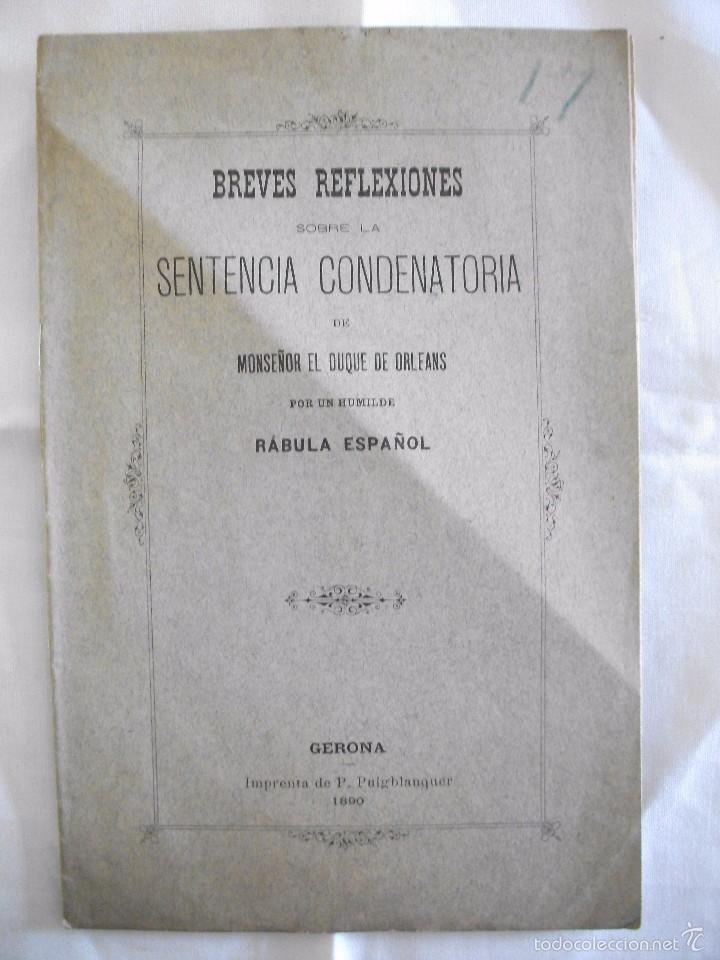 17
BREVES REFLEXIONES
SOBRE LA
SENTENCIA CONDENATORIA
DE
MONSEÑOR EL DUQUE DE ORLEANS
POR UN HUMILDE
RÁBULA ESPAÑOL
GERONA
Imprenta de P. Puigblanquer
1890
todocoleccion.net